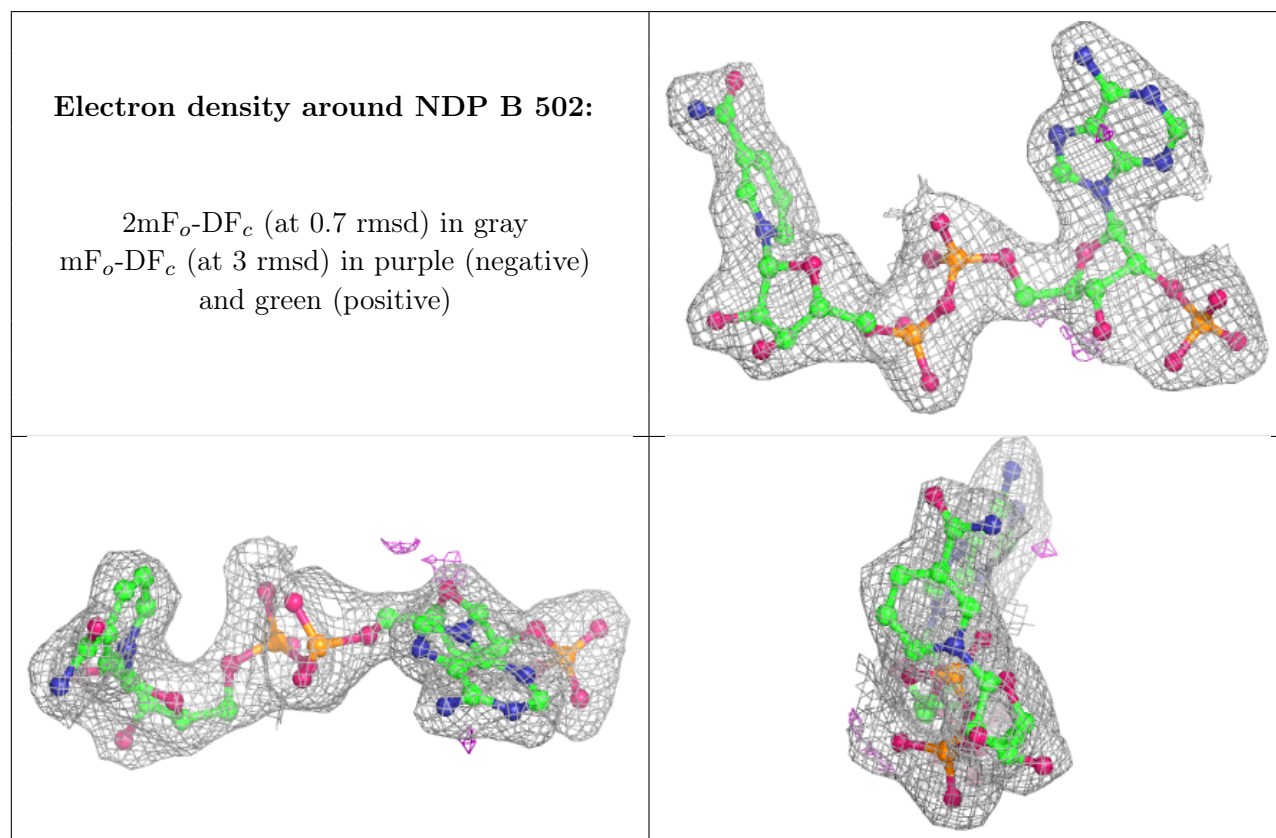 Electron density around NDP B 502:
2mFo-DFc (at 0.7 rmsd) in gray
mFo-DFc (at 3 rmsd) in purple (negative)
and green (positive)